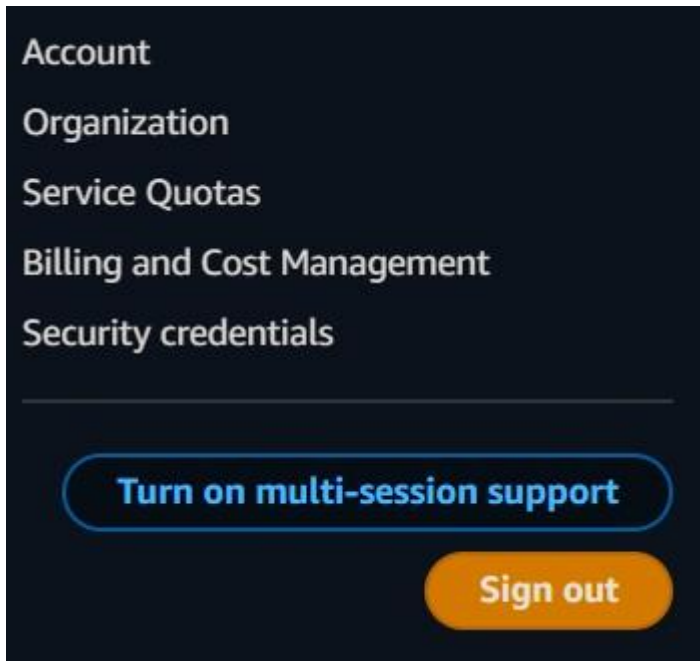 Account
Organization
Service Quotas
Billing and Cost Management
Security credentials
Turn on multi-session support
Sign out